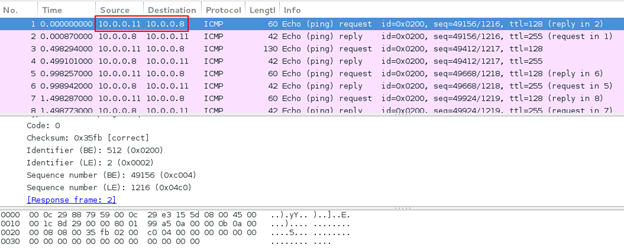 No. Time Source Destination Protocol Lengtl Info
1 0.000000000 10.0.0.11 10.0.0.8 ICMP 60 Echo (ping) request id=0x0200, seq=49156/1216, ttl=128 (reply in 2)
2 0.000870000 10.0.0.8 10.0.0.11 ICMP 42 Echo (ping) reply id=0x0200, seq=49156/1216, ttl=255 (request in 1)
3 0.498294000 10.0.0.11 10.0.0.8 ICMP 130 Echo (ping) request id=0x0200, seq=49412/1217, ttl=128
4 0.499101000 10.0.0.8 10.0.0.11 ICMP 42 Echo (ping) reply id=0x0200, seq=49412/1217, ttl=255
5 0.998257000 10.0.0.11 10.0.0.8 ICMP 60 Echo (ping) request id=0x0200, seq=49668/1218, ttl=128 (reply in 6)
6 0.998942000 10.0.0.8 10.0.0.11 ICMP 42 Echo (ping) reply id=0x0200, seq=49668/1218, ttl=255 (request in 5)
7 1.498287000 10.0.0.11 10.0.0.8 ICMP 60 Echo (ping) request id=0x0200, seq=49924/1219, ttl=128 (reply in 8)
8 1.498773000 10.0.0.8 10.0.0.11 ICMP 42 Echo (ping) reply id=0x0200, seq=49924/1219, ttl=255 (request in 7)
Code: 0
Checksum: 0x35fb [correct]
Identifier (BE): 512 (0x0200)
Identifier (LE): 2 (0x0002)
Sequence number (BE): 49156 (0xc004)
Sequence number (LE): 1216 (0x04c0)
[Response frame: 2]
0000 00 0c 29 88 79 59 00 0c 29 e3 15 5d 08 00 45 00 ..).yY.. )..]..E.
0010 00 1c 8d 29 00 00 80 01 99 a5 0a 00 00 0b 0a 00 ...).... ........
0020 00 08 08 00 35 fb 02 00 c0 04 00 00 00 00 00 00 ....5... ........
0030 00 00 00 00 00 00 00 00 00 00 00 00 ........ ....